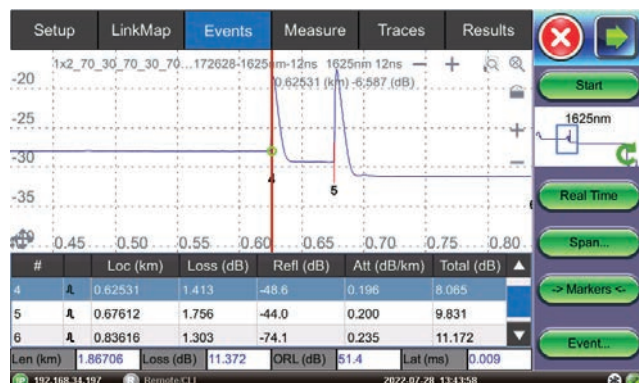 Setup LinkMap Events Measure Traces Results
1x2_70_30_70_30_70...172628-1625nm-12ns 1625nm 12ns
0.62531 (km) -6.587 (dB)
-20
-25
-30
-35
4
5
0.45 0.50 0.55 0.60 0.65 0.70 0.75 0.80
# Loc (km) Loss (dB) Refl (dB) Att (dB/km) Total (dB)
4 0.62531 1.413 -48.6 0.196 8.065
5 0.67612 1.756 -44.0 0.200 9.831
6 0.83616 1.303 -74.1 0.235 11.172
Len (km) 1.86706 Loss (dB) 11.372 ORL (dB) 51.4 Lat (ms) 0.009
IP 192.168.34.197 R Remote/CLI 2022-07-28 13:43:58
Start
1625nm
Real Time
Span...
-> Markers <-
Event...